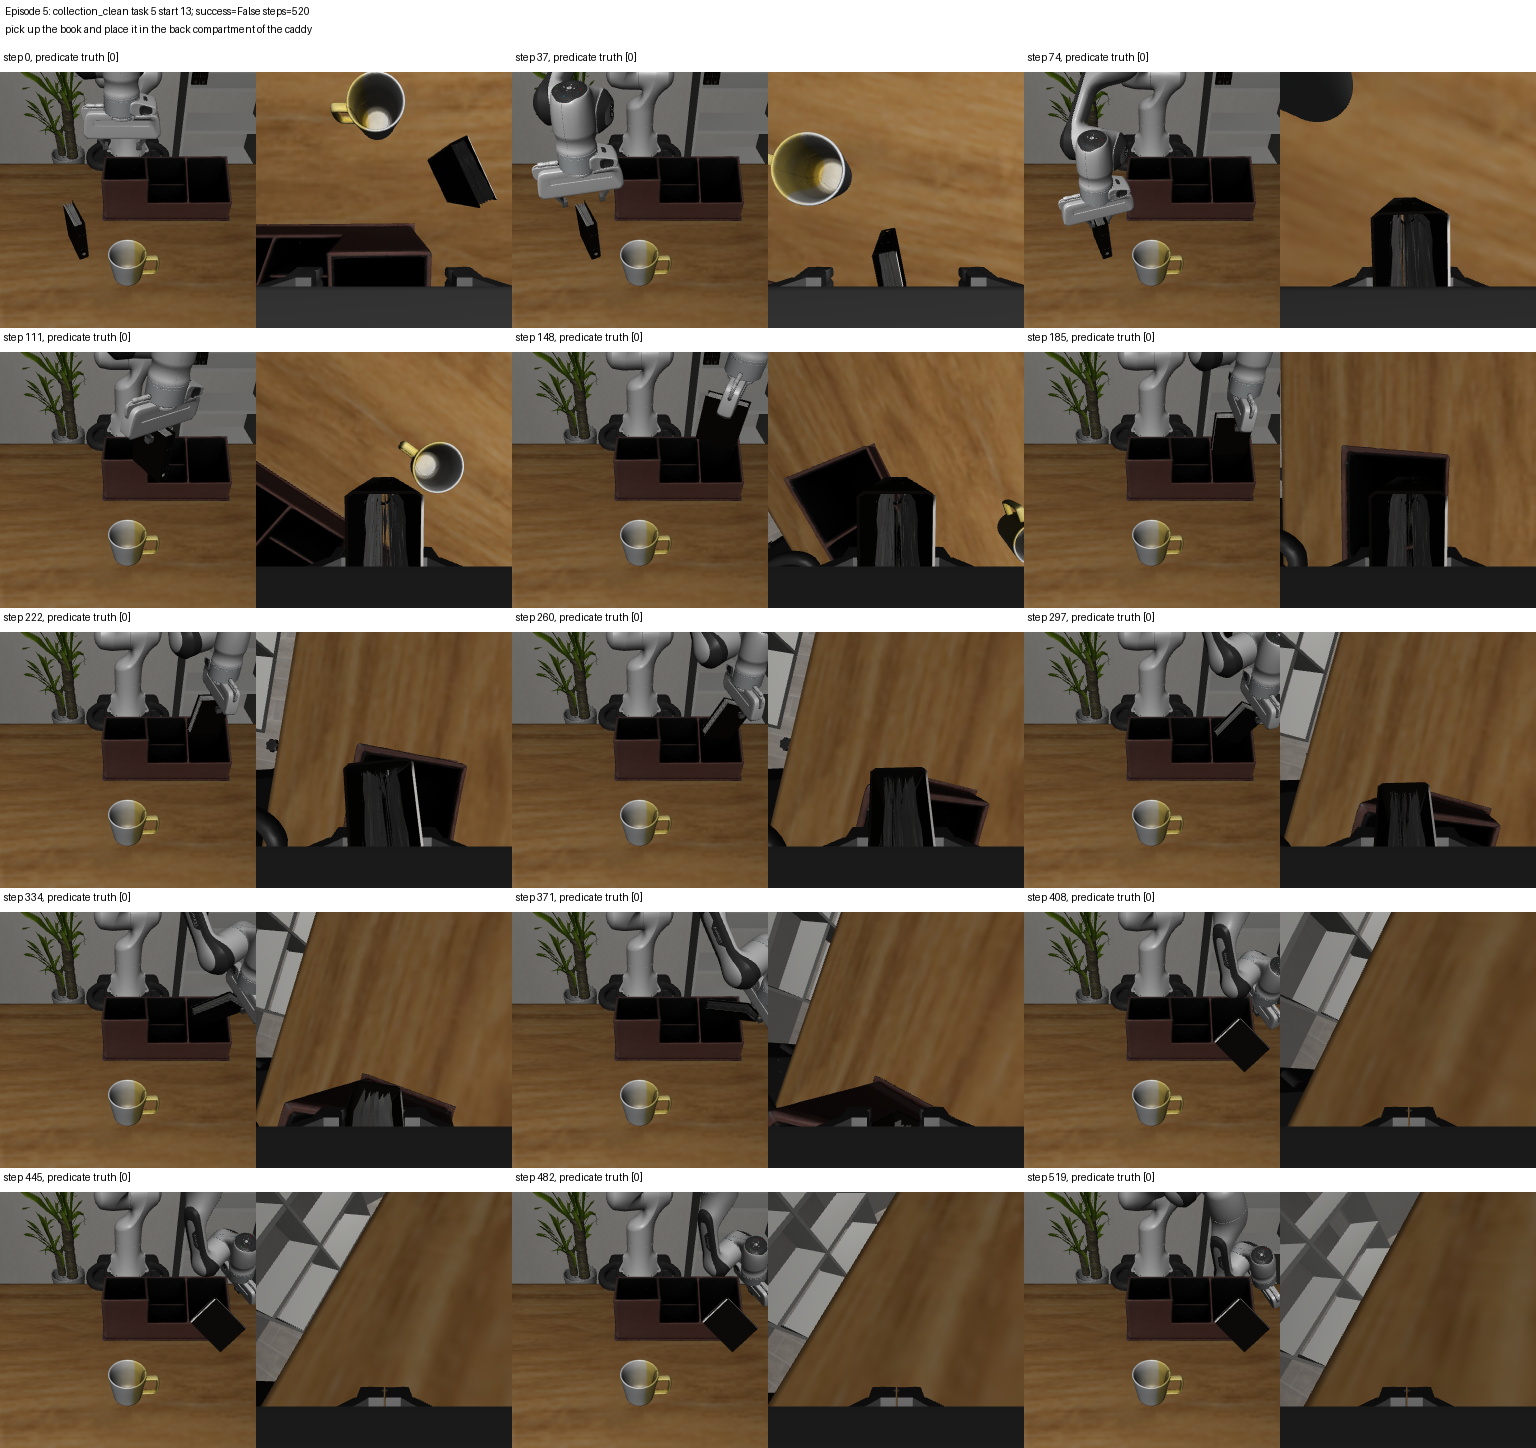 Episode 5: collection_clean task 5 start 13; success=False steps=520
pick up the book and place it in the back compartment of the caddy
step 0, predicate truth [0]
step 37, predicate truth [0]
step 74, predicate truth [0]
step 111, predicate truth [0]
step 148, predicate truth [0]
step 185, predicate truth [0]
step 222, predicate truth [0]
step 260, predicate truth [0]
step 297, predicate truth [0]
step 334, predicate truth [0]
step 371, predicate truth [0]
step 408, predicate truth [0]
step 445, predicate truth [0]
step 482, predicate truth [0]
step 519, predicate truth [0]